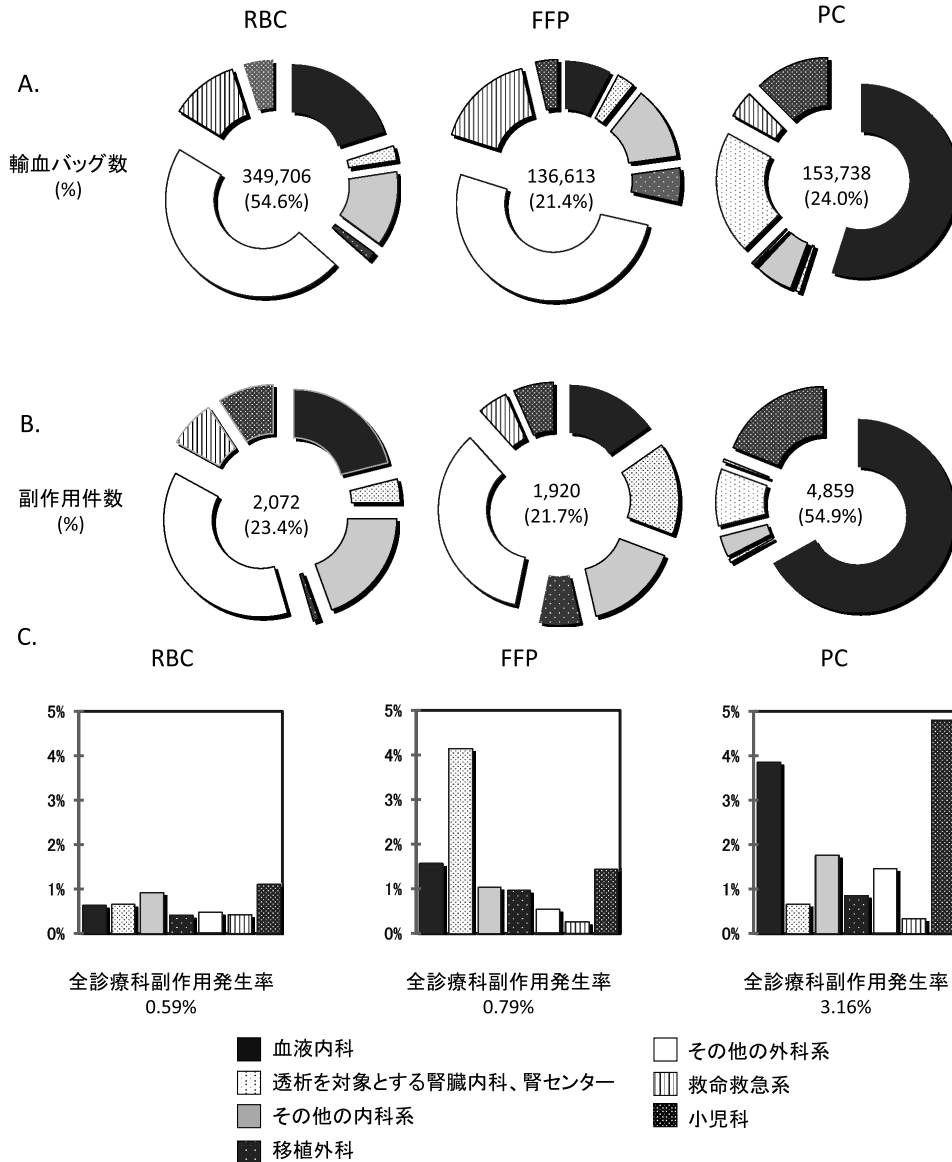 RBC FFP PC
A.
輸血バッグ数
(%)
349,706
(54.6%)
136,613
(21.4%)
153,738
(24.0%)
B.
副作用件数
(%)
2,072
(23.4%)
1,920
(21.7%)
4,859
(54.9%)
C.
RBC FFP PC
5%
4%
3%
2%
1%
0%
5%
4%
3%
2%
1%
0%
5%
4%
3%
2%
1%
0%
全診療科副作用発生率
0.59%
全診療科副作用発生率
0.79%
全診療科副作用発生率
3.16%
血液内科
透析を対象とする腎臓内科、腎センター
その他の内科系
移植外科
その他の外科系
救命救急系
小児科